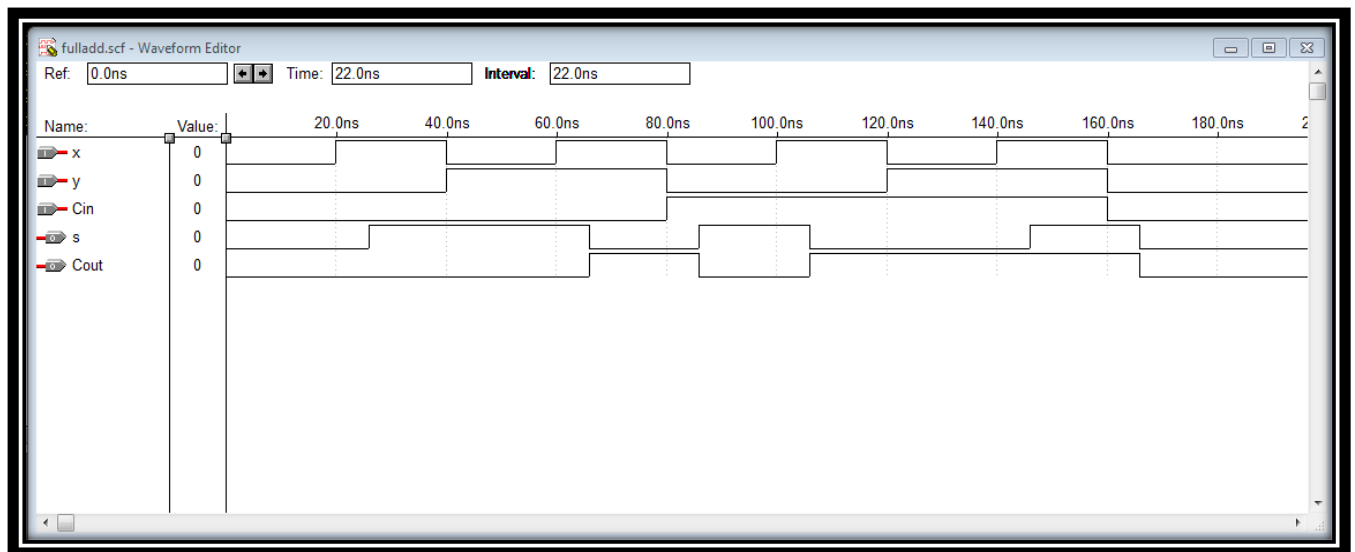 fulladd.scf - Waveform Editor
Ref: 0.0ns Time: 22.0ns Interval: 22.0ns
Name: Value: 20.0ns 40.0ns 60.0ns 80.0ns 100.0ns 120.0ns 140.0ns 160.0ns 180.0ns 2
x 0
y 0
Cin 0
s 0
Cout 0